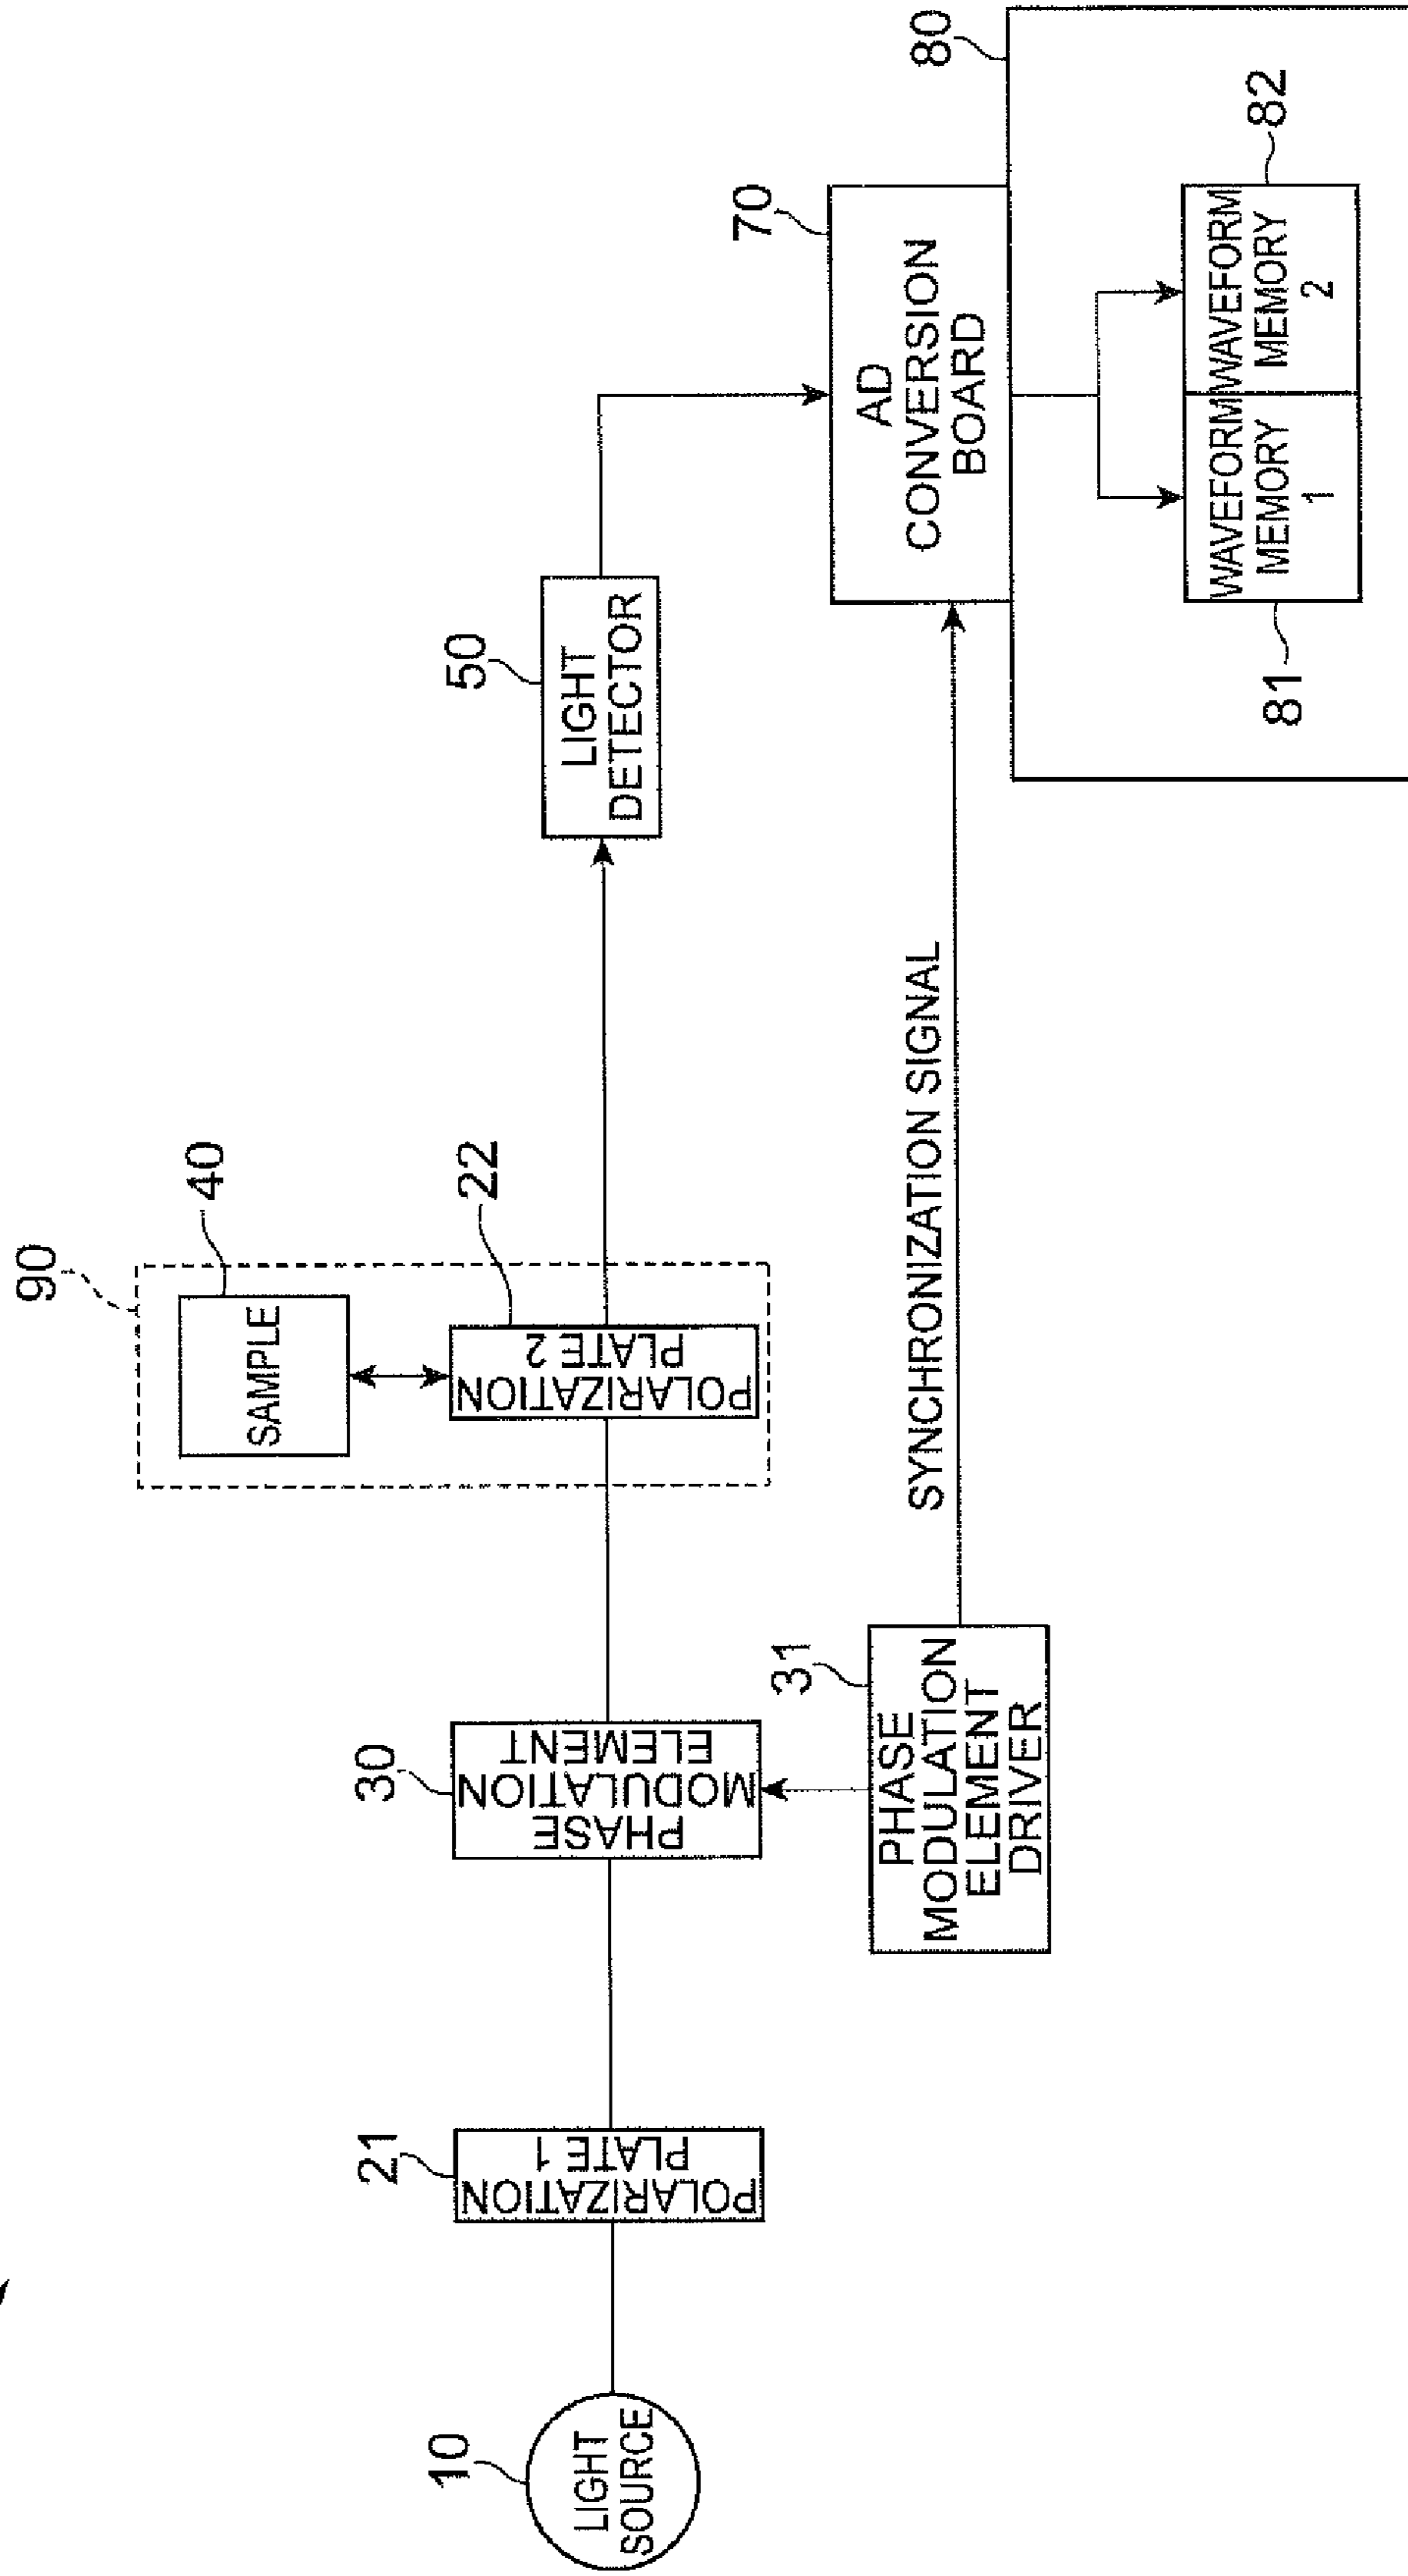 90
40
SAMPLE
10
LIGHT
SOURCE
21
POLARIZATION
PLATE 1
30
PHASE
MODULATION
ELEMENT
22
POLARIZATION
PLATE 2
50
LIGHT
DETECTOR
31
PHASE
MODULATION
ELEMENT
DRIVER
SYNCHRONIZATION SIGNAL
70
AD
CONVERSION
BOARD
80
81
WAVEFORM
MEMORY
1
WAVEFORM
MEMORY
2
82